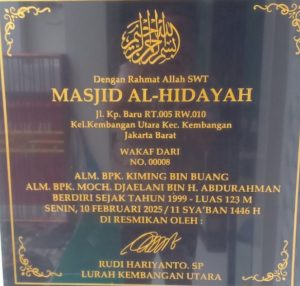 بسم الله الرحمن الرحيم
Dengan Rahmat Allah SWT
MASJID AL-HIDAYAH
Jl. Kp. Baru RT.005 RW.010
Kel.Kembangan Utara Kec. Kembangan
Jakarta Barat
WAKAF DARI
NO. 00008
ALM. BPK. KIMING BIN BUANG
ALM. BPK. MOCH. DJAELANI BIN H. ABDURAHMAN
BERDIRI SEJAK TAHUN 1999 - LUAS 123 M
SENIN, 10 FEBRUARI 2025 / 11 SYA'BAN 1446 H
DI RESMIKAN OLEH :
RUDI HARIYANTO. SP
LURAH KEMBANGAN UTARA